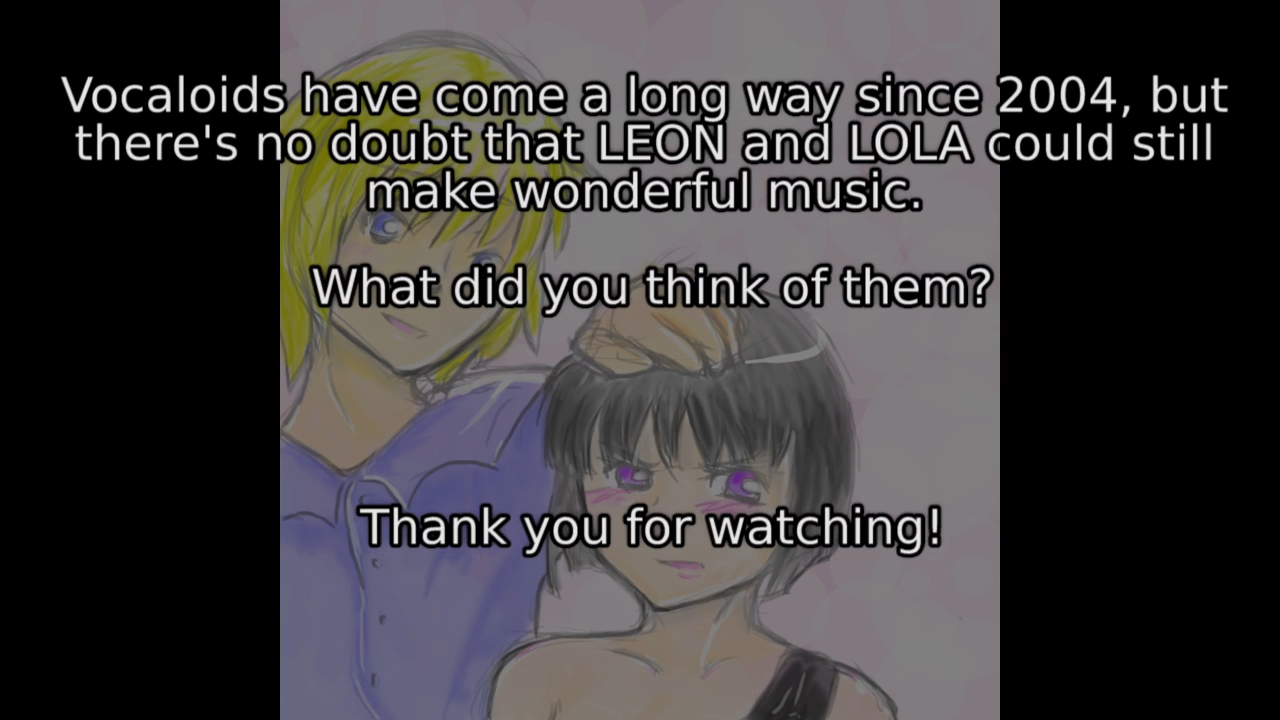 Vocaloids have come a long way since 2004, but
there's no doubt that LEON and LOLA could still
make wonderful music.
What did you think of them?
Thank you for watching!